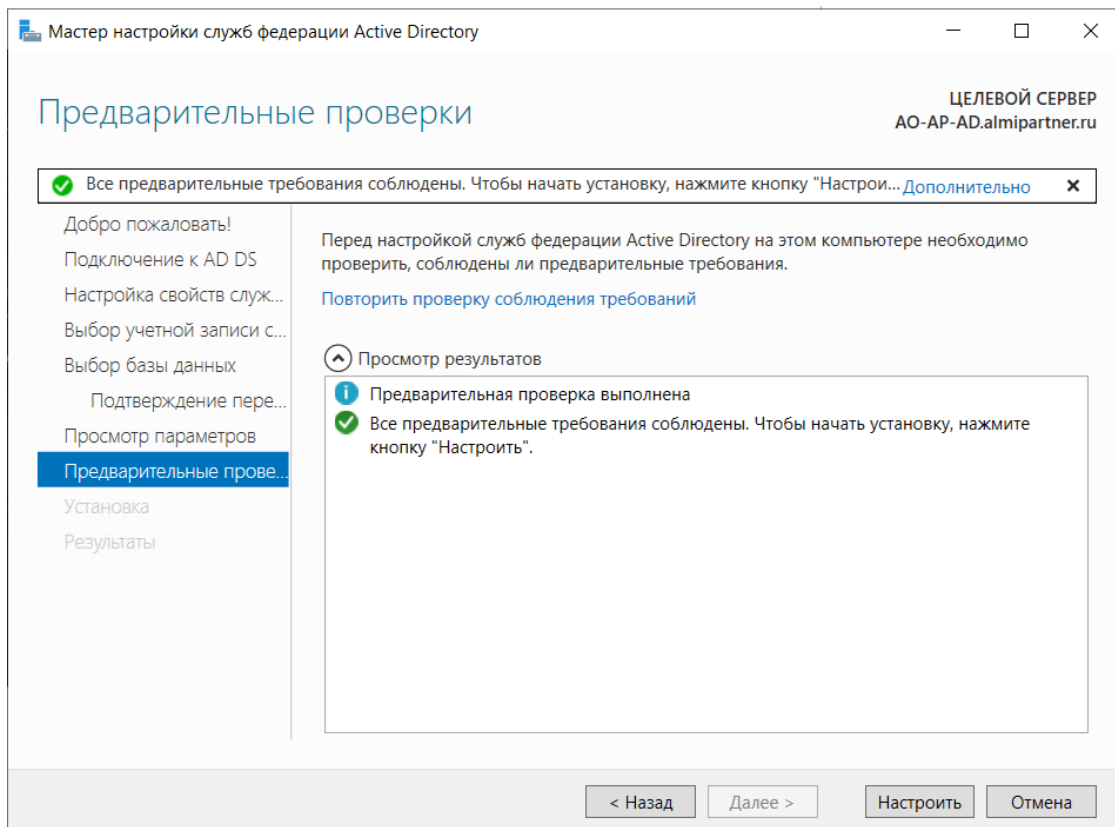 Мастер настройки служб федерации Active Directory
Предварительные проверки
ЦЕЛЕВОЙ СЕРВЕР
AO-AP-AD.almipartner.ru
Все предварительные требования соблюдены. Чтобы начать установку, нажмите кнопку "Настрои... Дополнительно
Добро пожаловать!
Подключение к AD DS
Настройка свойств служ...
Выбор учетной записи с...
Выбор базы данных
Подтверждение пере...
Просмотр параметров
Предварительные прове...
Установка
Результаты
Перед настройкой служб федерации Active Directory на этом компьютере необходимо
проверить, соблюдены ли предварительные требования.
Повторить проверку соблюдения требований
Просмотр результатов
Предварительная проверка выполнена
Все предварительные требования соблюдены. Чтобы начать установку, нажмите
кнопку "Настроить".
< Назад
Далее >
Настроить
Отмена